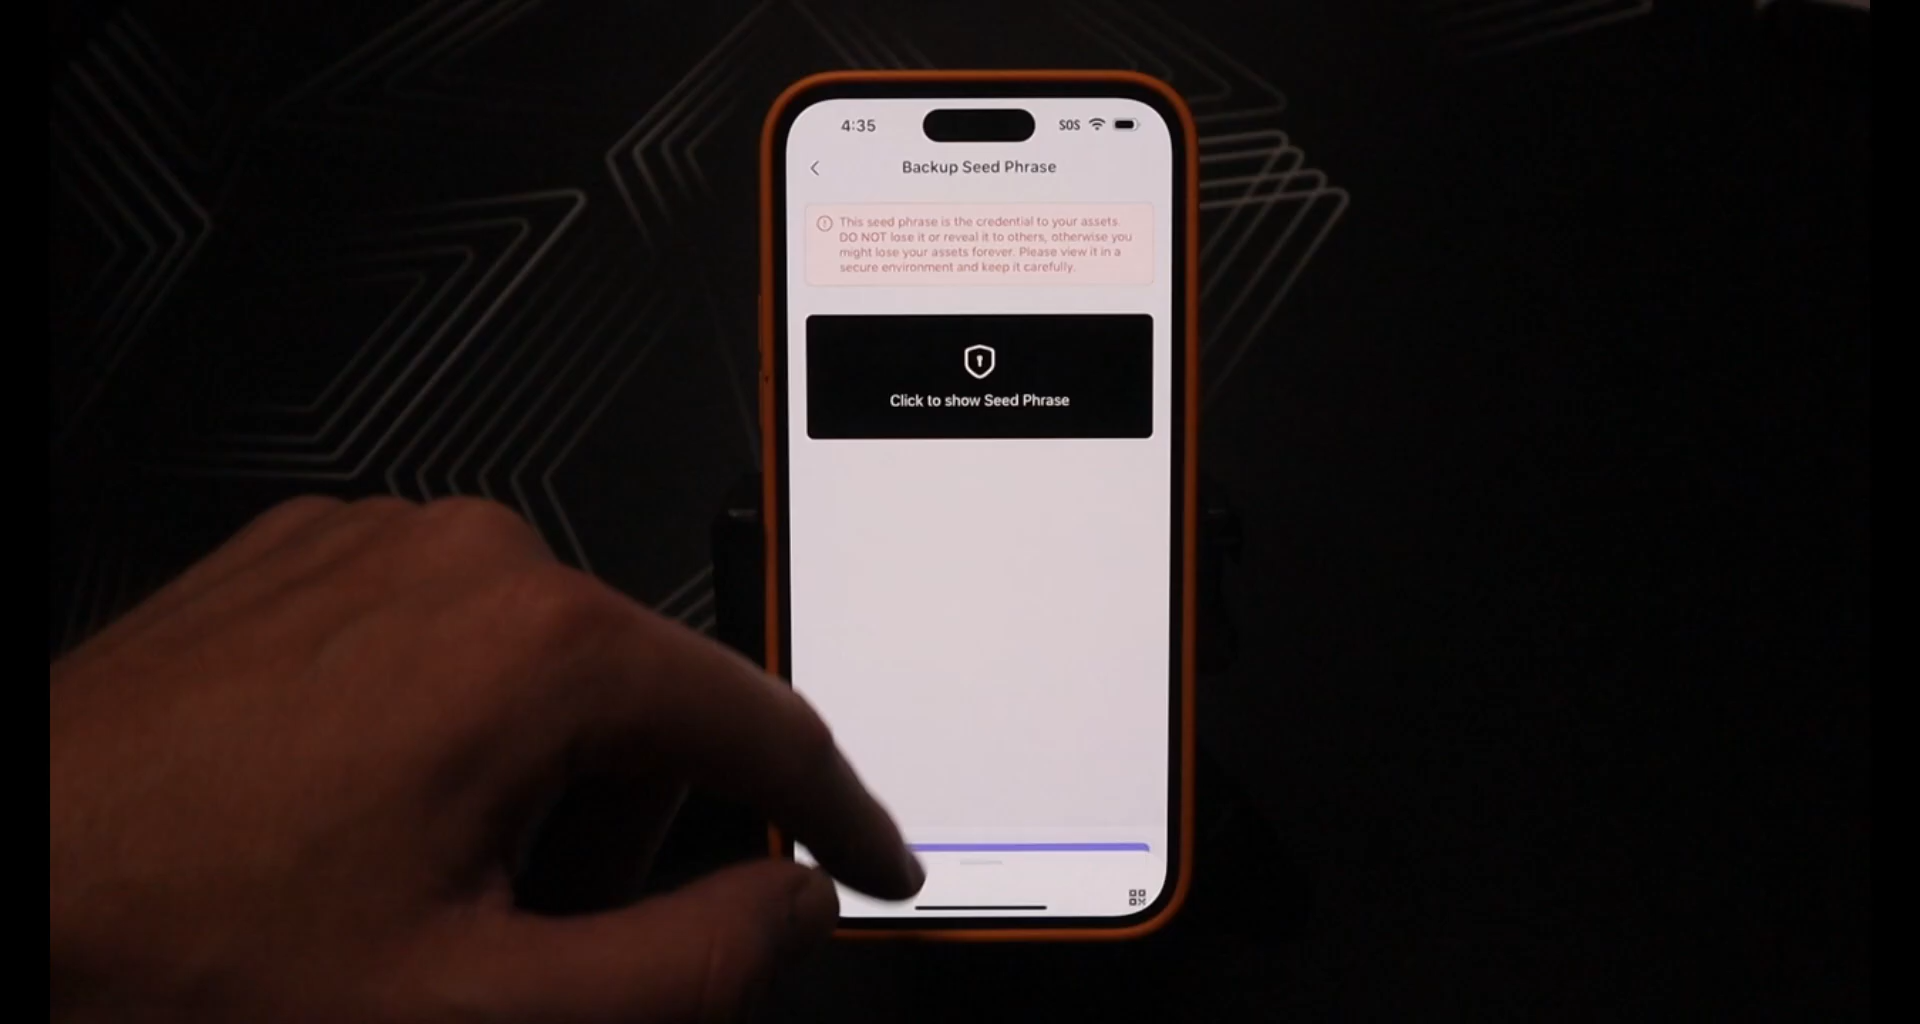 4:35 SOS
Backup Seed Phrase
This seed phrase is the credential to your assets.
DO NOT lose it or reveal it to others, otherwise you
might lose your assets forever. Please view it in a
secure environment and keep it carefully.
Click to show Seed Phrase